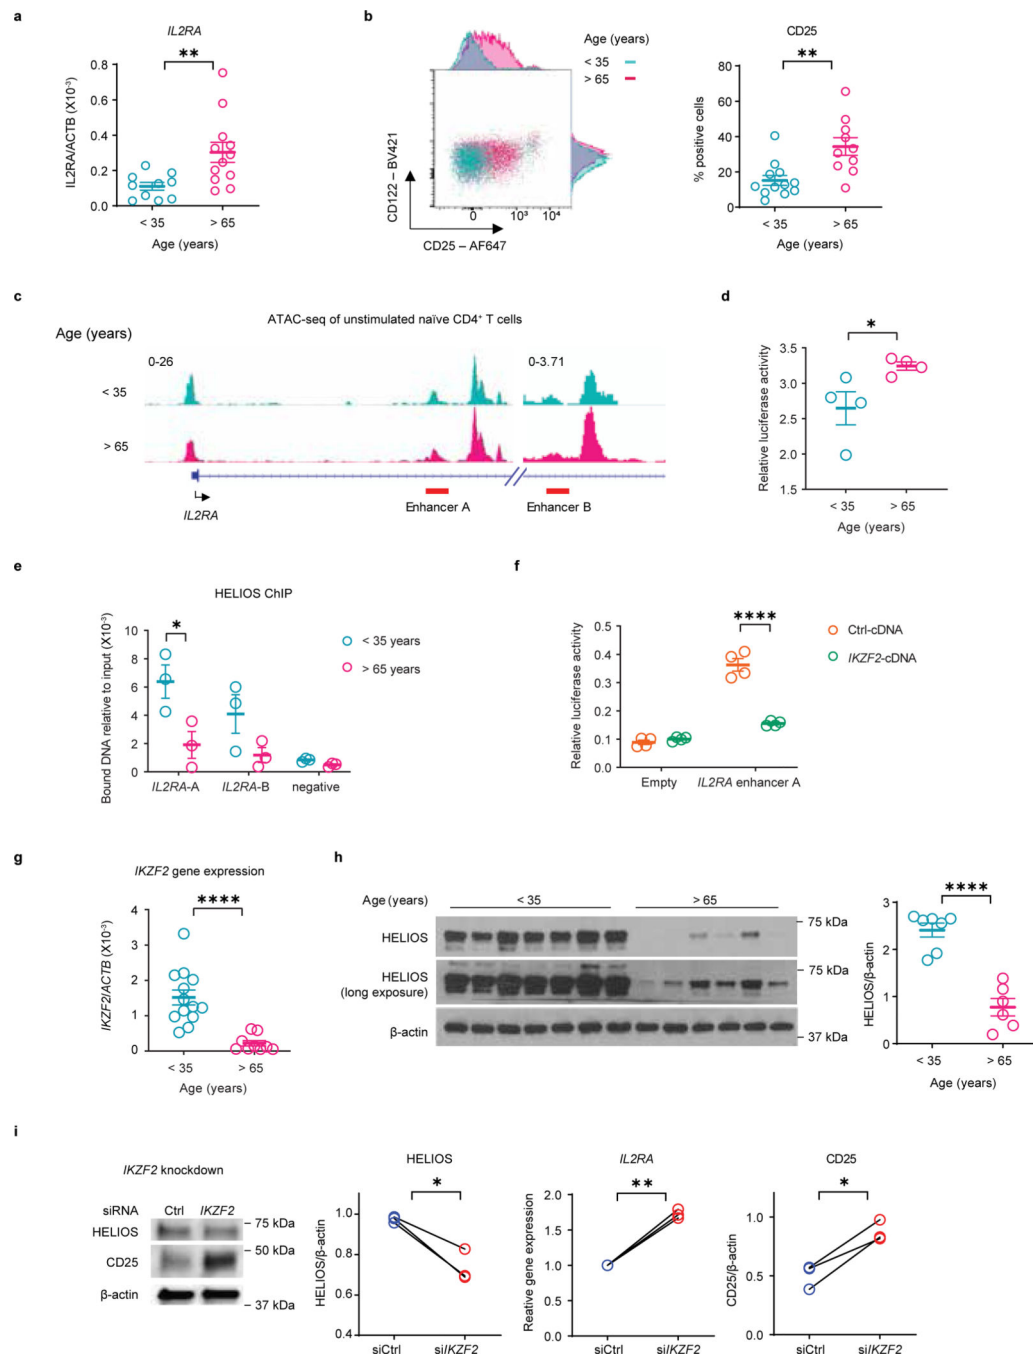 a
IL2RA
**
IL2RA/ACTB (X10-3)
0.8
0.6
0.4
0.2
0.0
< 35
> 65
Age (years)
b
Age (years)
< 35
> 65
CD122 – BV421
0
10³
10⁴
CD25 – AF647
CD25
**
% positive cells
80
60
40
20
0
< 35
> 65
Age (years)
c
ATAC-seq of unstimulated naïve CD4⁺ T cells
Age (years)
0-26
0-3.71
< 35
> 65
IL2RA
Enhancer A
Enhancer B
d
*
Relative luciferase activity
3.5
3.0
2.5
2.0
1.5
< 35
> 65
Age (years)
e
HELIOS ChIP
Bound DNA relative to input (X10⁻³)
10
8
6
4
2
0
*
< 35 years
> 65 years
IL2RA-A
IL2RA-B
negative
f
Relative luciferase activity
0.5
0.4
0.3
0.2
0.1
0.0
****
Ctrl-cDNA
IKZF2-cDNA
Empty
IL2RA enhancer A
g
IKZF2 gene expression
****
IKZF2/ACTB (X10⁻³)
4
3
2
1
0
< 35
> 65
Age (years)
h
Age (years)
< 35
> 65
HELIOS
– 75 kDa
HELIOS
(long exposure)
– 75 kDa
β-actin
– 37 kDa
****
HELIOS/β-actin
3
2
1
0
< 35
> 65
Age (years)
i
IKZF2 knockdown
siRNA Ctrl IKZF2
HELIOS
– 75 kDa
CD25
– 50 kDa
β-actin
– 37 kDa
HELIOS
*
HELIOS/β-actin
1.0
0.8
0.6
0.4
siCtrl
siIKZF2
IL2RA
**
Reative gene expression
2.0
1.5
1.0
0.5
0.0
siCtrl
siIKZF2
CD25
*
CD25/β-actin
1.0
0.5
0.0
siCtrl
siIKZF2